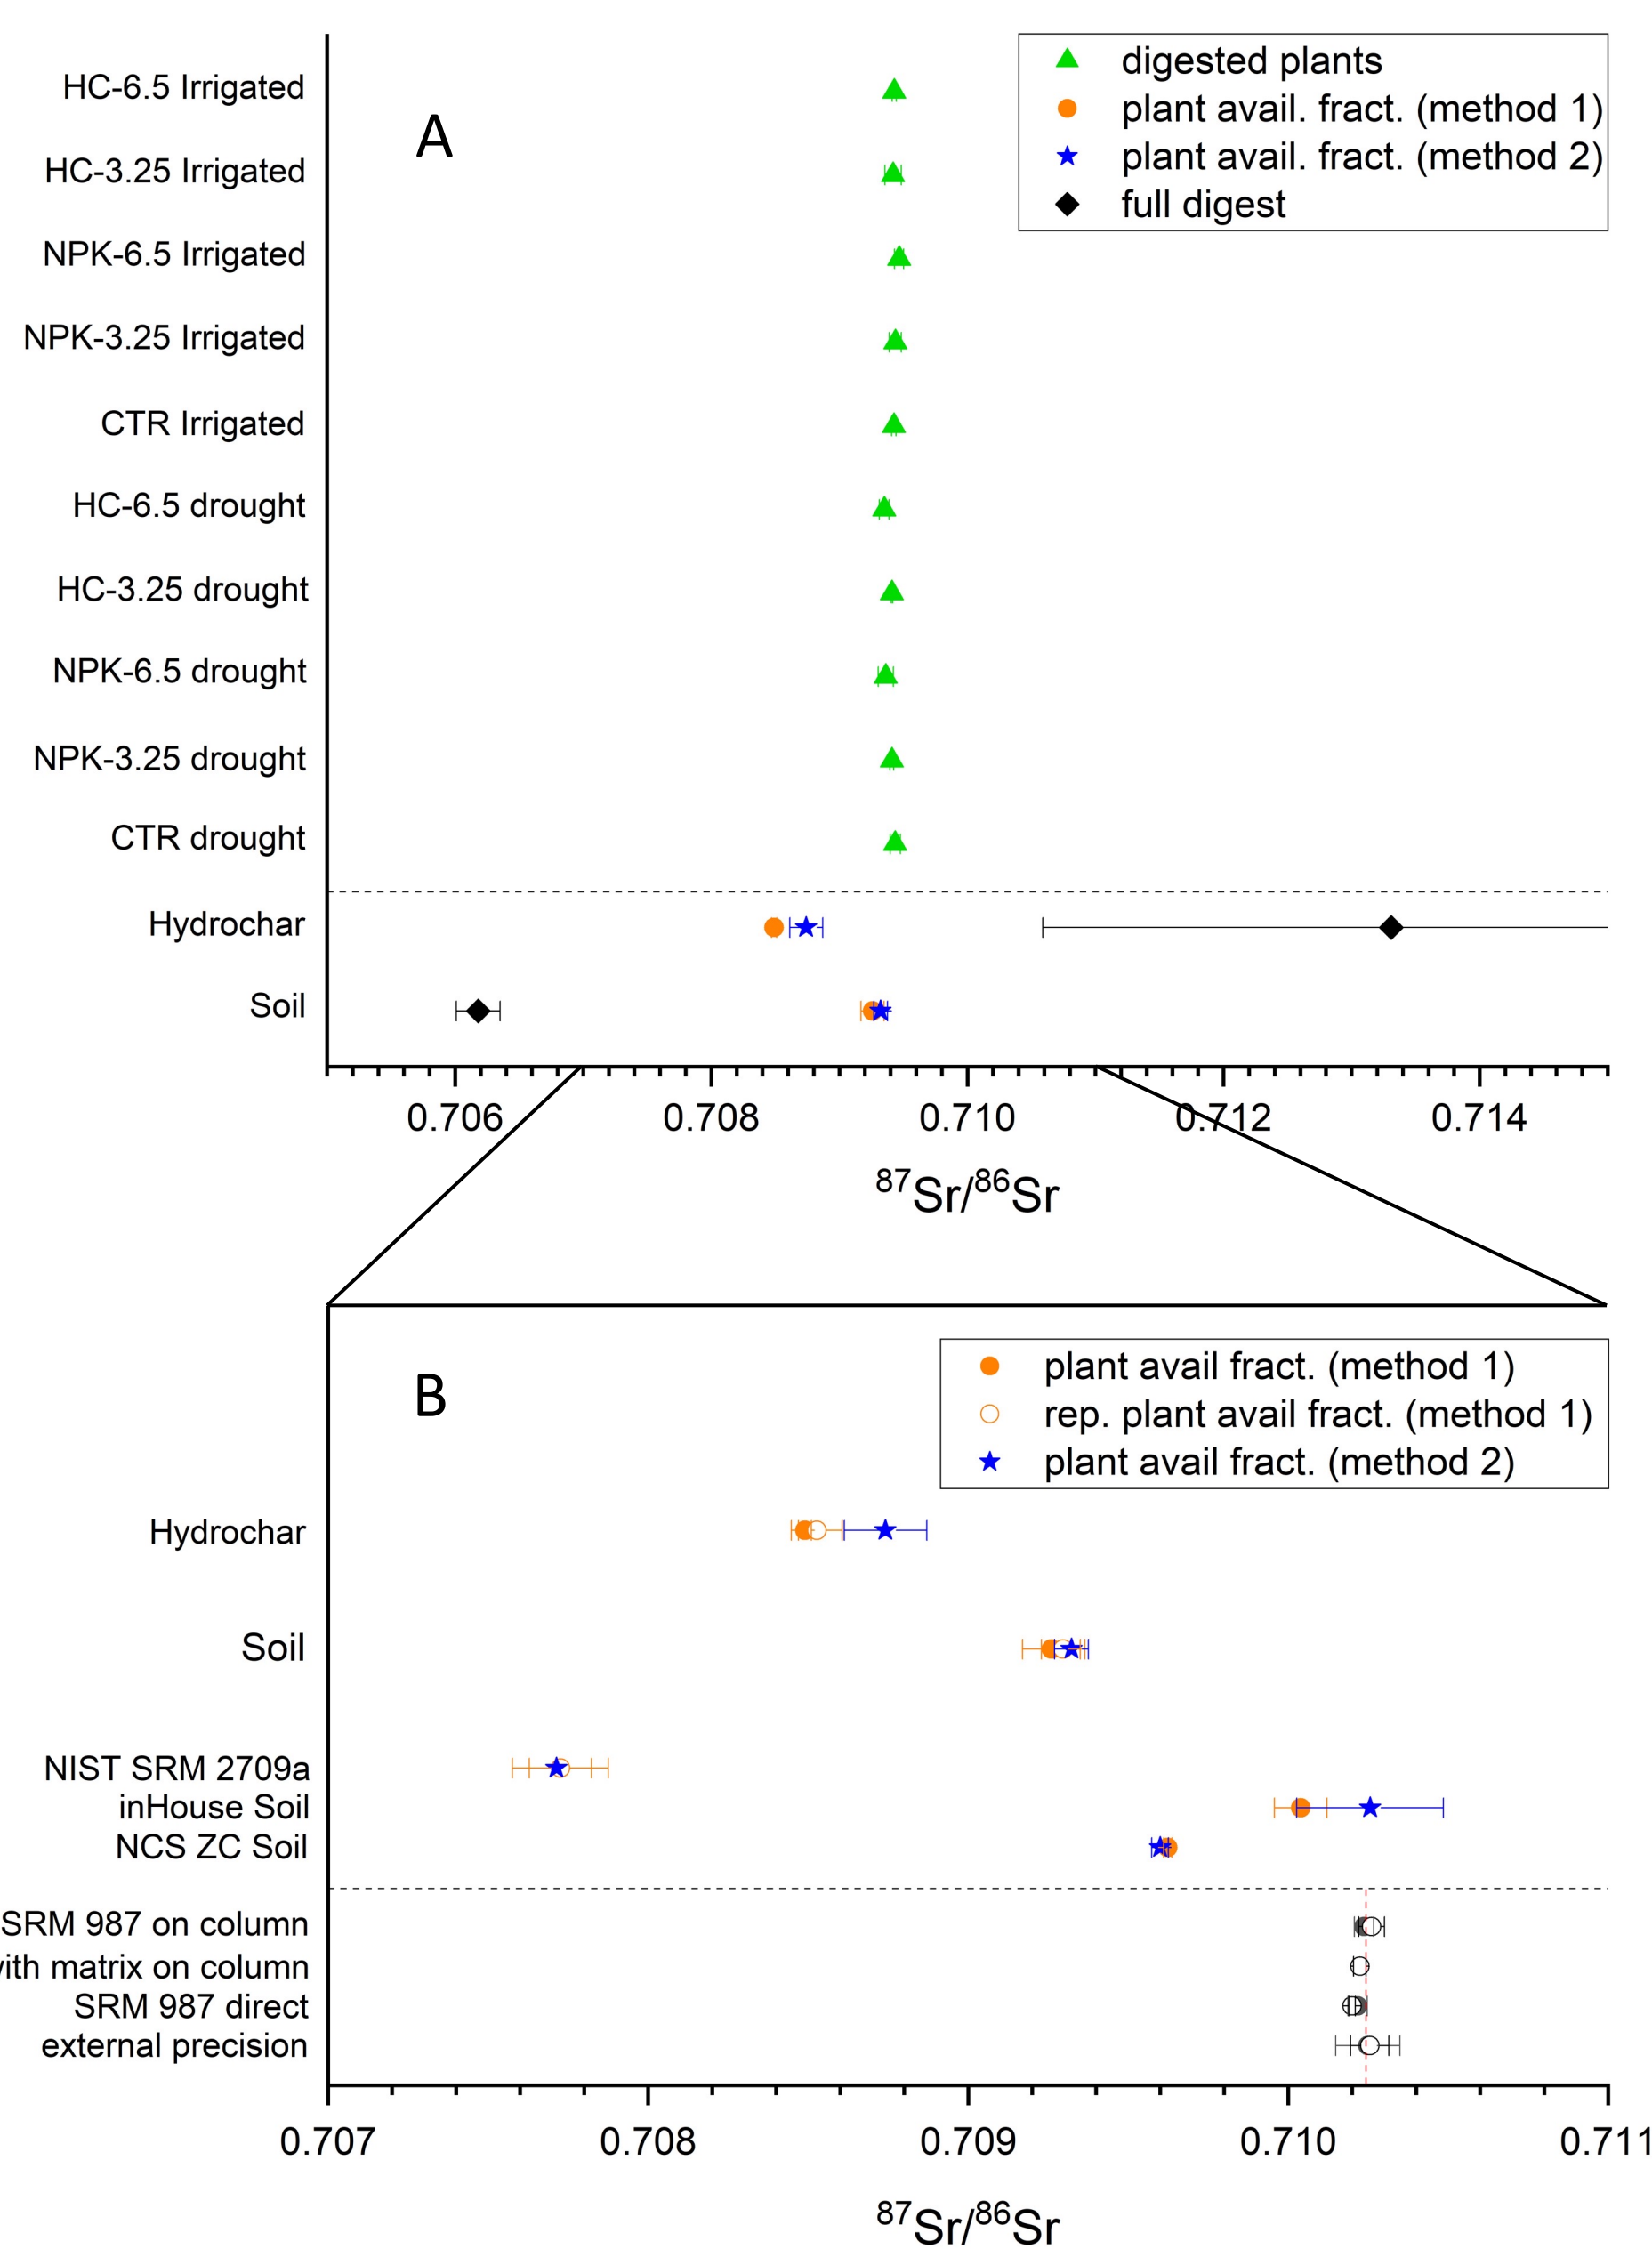 HC-6.5 Irrigated
HC-3.25 Irrigated
NPK-6.5 Irrigated
NPK-3.25 Irrigated
CTR Irrigated
HC-6.5 drought
HC-3.25 drought
NPK-6.5 drought
NPK-3.25 drought
CTR drought
Hydrochar
Soil
A
digested plants
plant avail. fract. (method 1)
plant avail. fract. (method 2)
full digest
0.706 0.708 0.710 0.712 0.714
⁸⁷Sr/⁸⁶Sr
B
plant avail fract. (method 1)
rep. plant avail fract. (method 1)
plant avail fract. (method 2)
Hydrochar
Soil
NIST SRM 2709a
inHouse Soil
NCS ZC Soil
SRM 987 on column
with matrix on column
SRM 987 direct
external precision
0.707 0.708 0.709 0.710 0.711
⁸⁷Sr/⁸⁶Sr